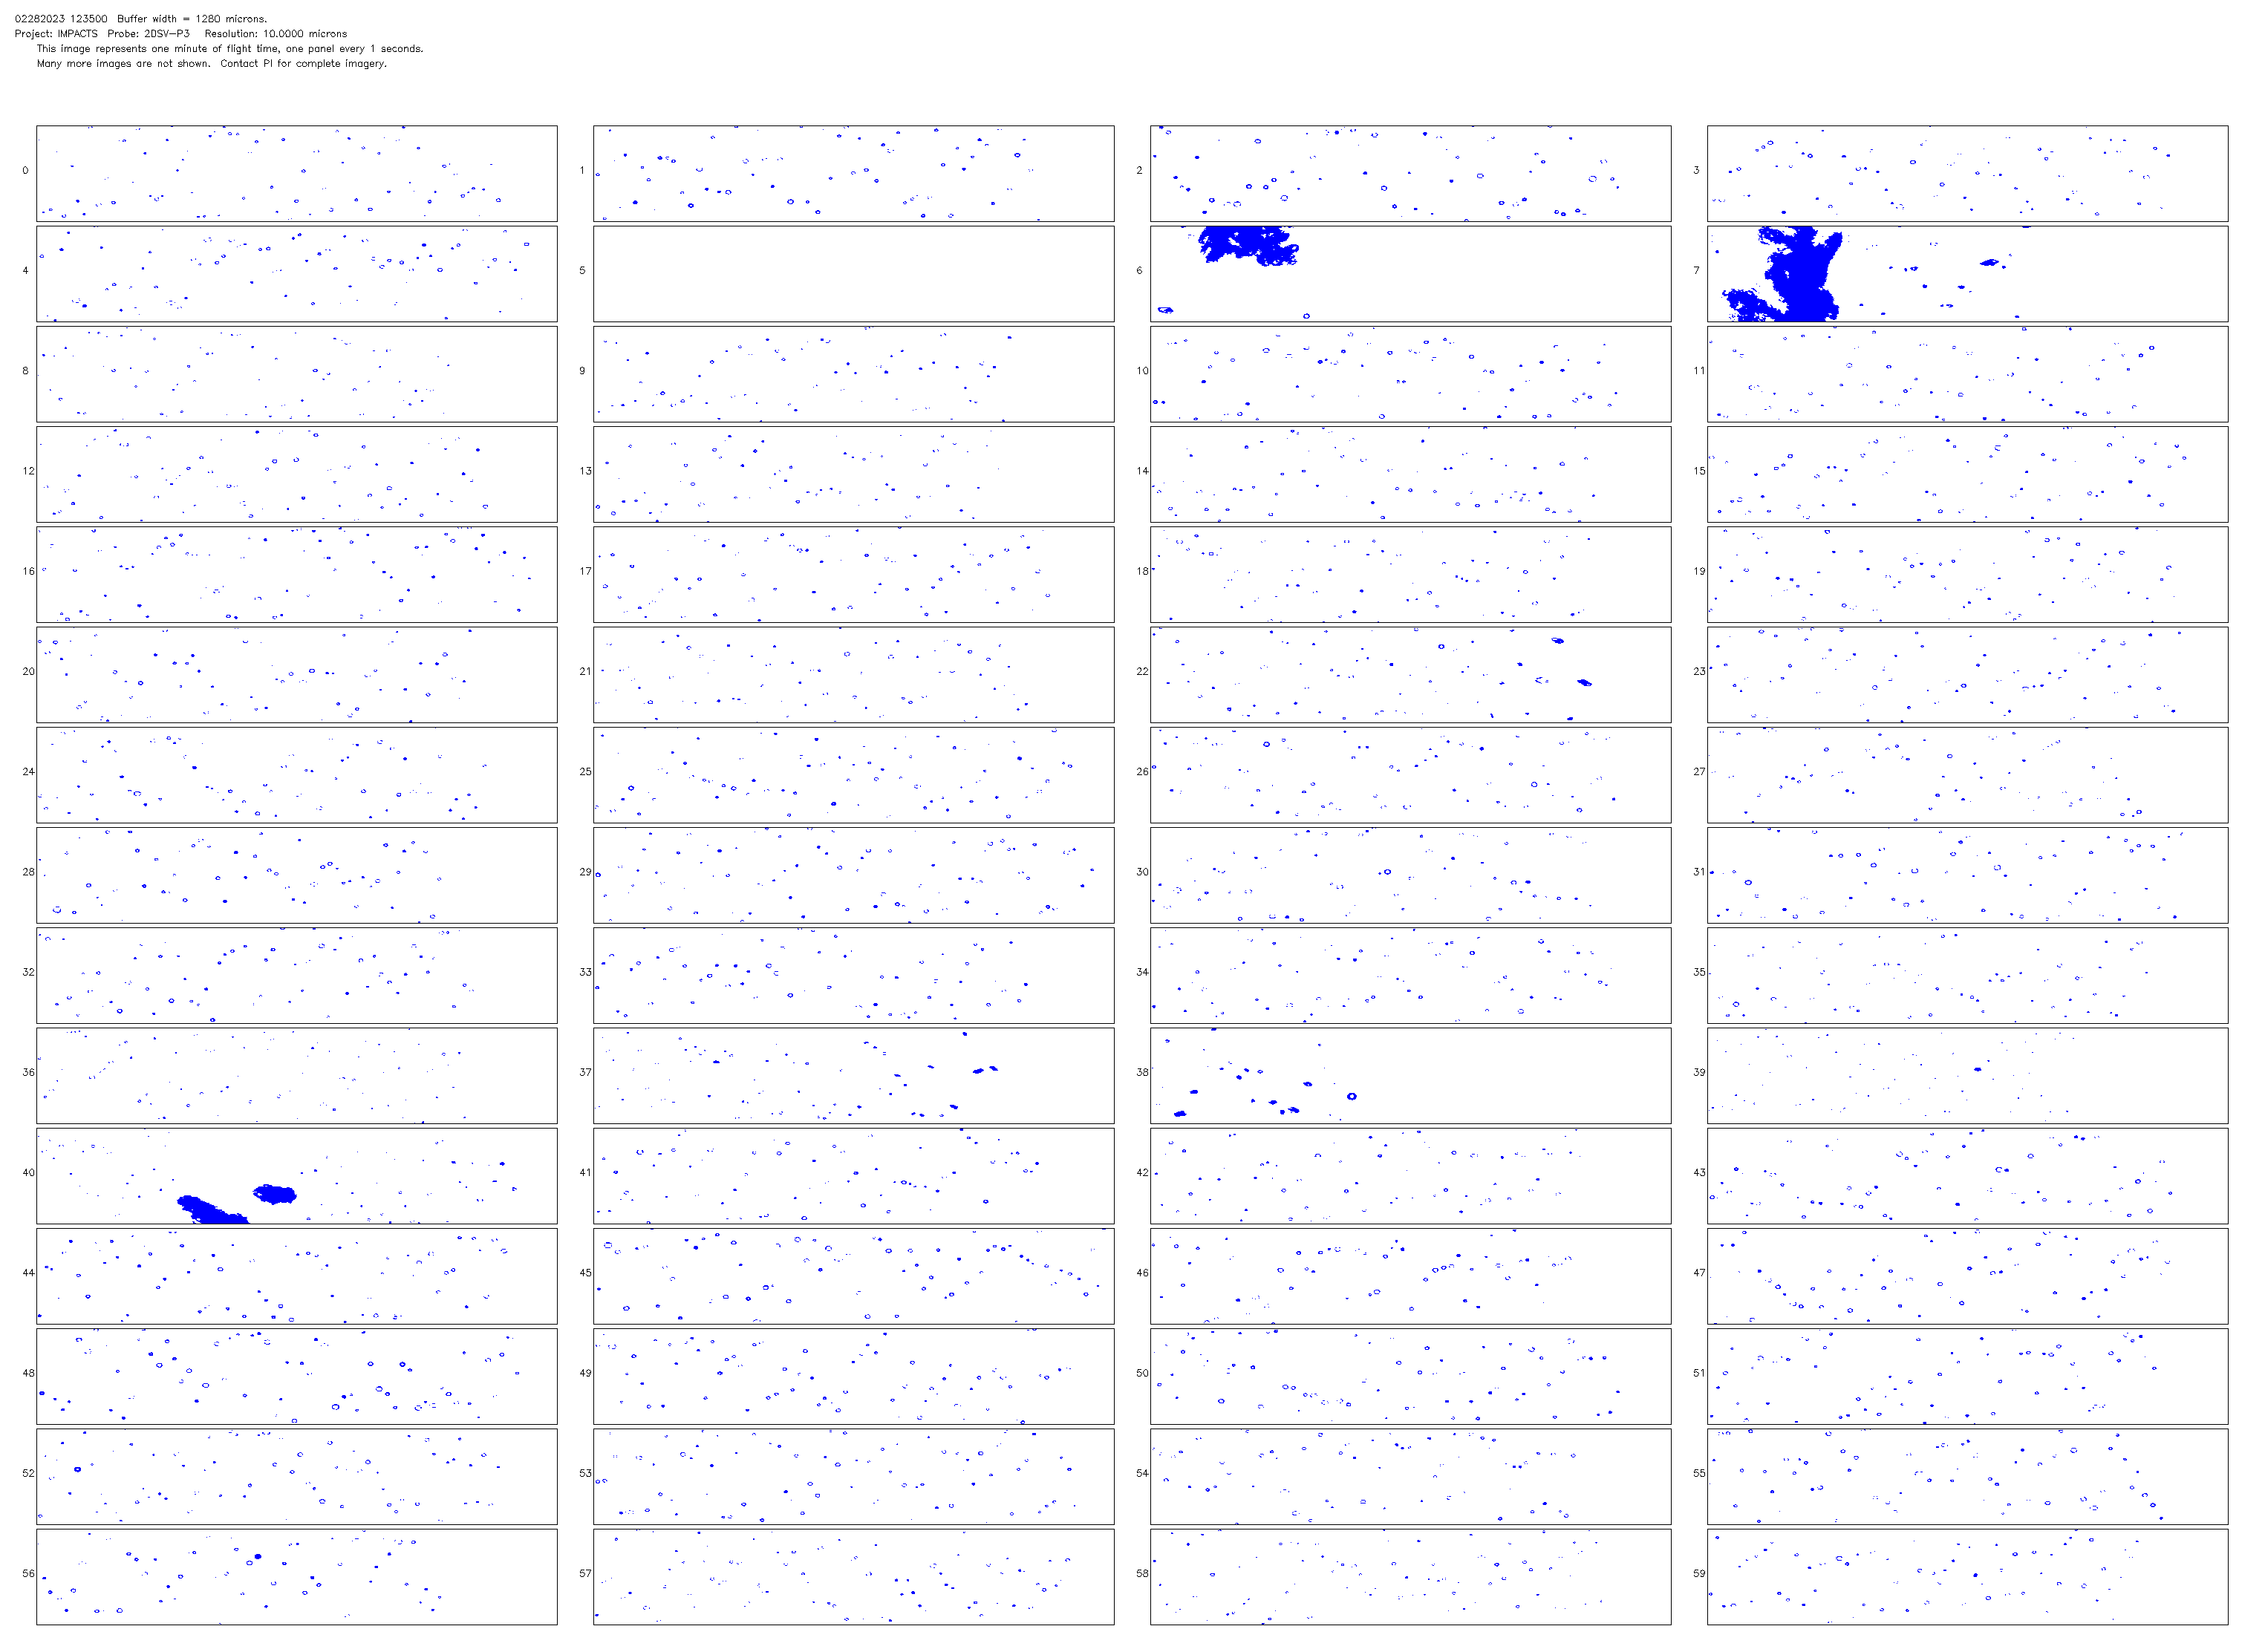 02282023 123500  Buffer width = 1280 microns.
Project: IMPACTS  Probe: 2DSV-P3  Resolution: 10.0000 microns
This image represents one minute of flight time, one panel every 1 seconds.
Many more images are not shown.  Contact PI for complete imagery.
0 1 2 3
4 5 6 7
8 9 10 11
12 13 14 15
16 17 18 19
20 21 22 23
24 25 26 27
28 29 30 31
32 33 34 35
36 37 38 39
40 41 42 43
44 45 46 47
48 49 50 51
52 53 54 55
56 57 58 59